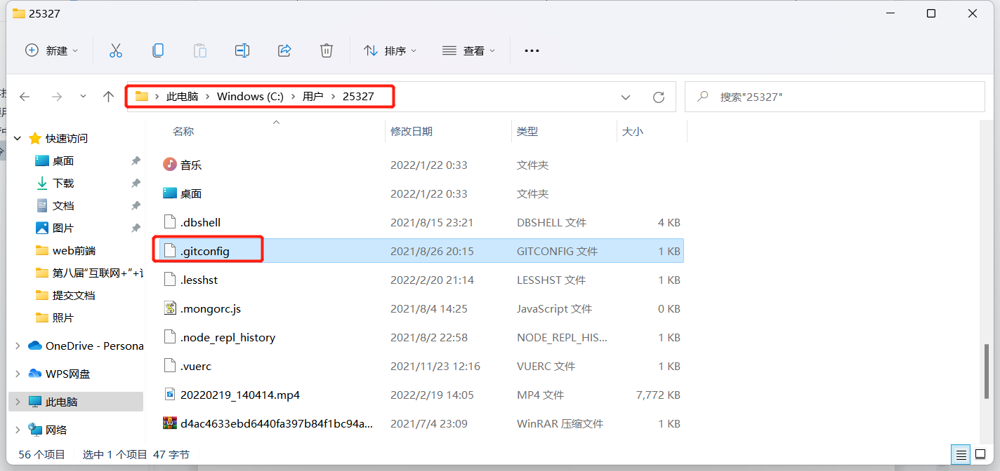 25327
新建
排序
查看
此电脑 > Windows (C:) > 用户 > 25327
搜索"25327"
名称 修改日期 类型 大小
快速访问
桌面
下载
文档
图片
web前端
第八届“互联网+”+
提交文档
照片
OneDrive - Persona
WPS网盘
此电脑
网络
音乐 2022/1/22 0:33 文件夹
桌面 2022/1/22 0:33 文件夹
.dbshell 2021/8/15 23:21 DBSHELL 文件 4 KB
.gitconfig 2021/8/26 20:15 GITCONFIG 文件 1 KB
.lesshst 2022/2/20 21:14 LESSHST 文件 1 KB
.mongorc.js 2021/8/4 14:25 JavaScript 文件 0 KB
.node_repl_history 2021/8/2 22:58 NODE_REPL_HIS... 1 KB
.vuerc 2021/11/23 12:16 VUERC 文件 1 KB
20220219_140414.mp4 2022/2/19 14:05 MP4 文件 7,772 KB
d4ac4633ebd6440fa397b84f1bc94a... 2021/7/4 23:09 WinRAR 压缩文件 1 KB
56 个项目 选中 1 个项目 47 字节